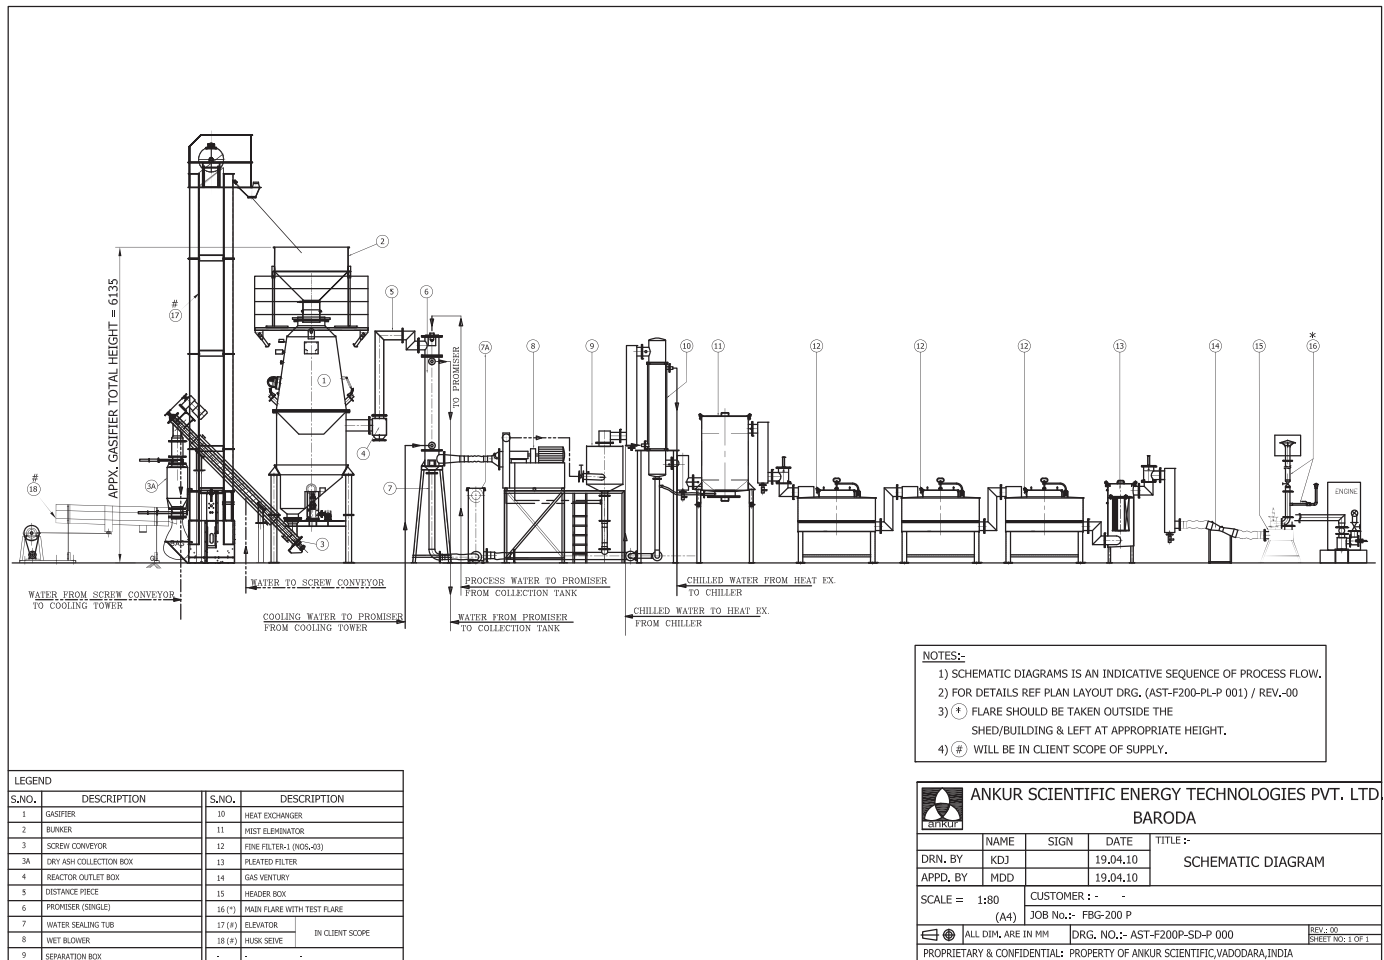 #
17
2
APPX. GASIFIER TOTAL HEIGHT = 6135
5
6
TO PROMISER
7A
8
9
10
11
12
12
12
13
14
15
*
16
1
4
3A
#
18
7
3
ENGINE
WATER FROM SCREW CONVEYOR
TO COOLING TOWER
WATER TO SCREW CONVEYOR
COOLING WATER TO PROMISER
FROM COOLING TOWER
PROCESS WATER TO PROMISER
FROM COLLECTION TANK
WATER FROM PROMISER
TO COLLECTION TANK
CHILLED WATER FROM HEAT EX.
TO CHILLER
CHILLED WATER TO HEAT EX.
FROM CHILLER
NOTES:-
1) SCHEMATIC DIAGRAMS IS AN INDICATIVE SEQUENCE OF PROCESS FLOW.
2) FOR DETAILS REF PLAN LAYOUT DRG. (AST-F200-PL-P 001) / REV.-00
3) * FLARE SHOULD BE TAKEN OUTSIDE THE
SHED/BUILDING & LEFT AT APPROPRIATE HEIGHT.
4) # WILL BE IN CLIENT SCOPE OF SUPPLY.
LEGEND
S.NO. DESCRIPTION S.NO. DESCRIPTION
1 GASIFIER 10 HEAT EXCHANGER
2 BUNKER 11 MIST ELEMINATOR
3 SCREW CONVEYOR 12 FINE FILTER-1 (NOS.-03)
3A DRY ASH COLLECTION BOX 13 PLEATED FILTER
4 REACTOR OUTLET BOX 14 GAS VENTURY
5 DISTANCE PIECE 15 HEADER BOX
6 PROMISER (SINGLE) 16 (*) MAIN FLARE WITH TEST FLARE
7 WATER SEALING TUB 17 (#) ELEVATOR IN CLIENT SCOPE
8 WET BLOWER 18 (#) HUSK SEIVE
9 SEPARATION BOX - - -
ankur
ANKUR SCIENTIFIC ENERGY TECHNOLOGIES PVT. LTD.
BARODA
NAME SIGN DATE TITLE :-
DRN. BY KDJ 19.04.10 SCHEMATIC DIAGRAM
APPD. BY MDD 19.04.10
SCALE = 1:80 (A4) CUSTOMER : - -
JOB No.:- FBG-200 P
ALL DIM. ARE IN MM DRG. NO.:- AST-F200P-SD-P 000 REV.: 00
SHEET NO: 1 OF 1
PROPRIETARY & CONFIDENTIAL: PROPERTY OF ANKUR SCIENTIFIC,VADODARA,INDIA